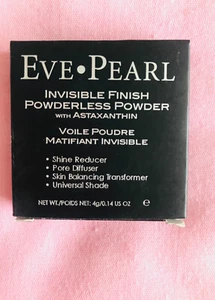 EVE•PEARL
INVISIBLE FINISH
POWDERLESS POWDER
WITH ASTAXANTHIN
VOILE POUDRE
MATIFIANT INVISIBLE
• Shine Reducer
• Pore Diffuser
• Skin Balancing Transformer
• Universal Shade
NET WT/POIDS NET: 4g/0.14 US OZ e